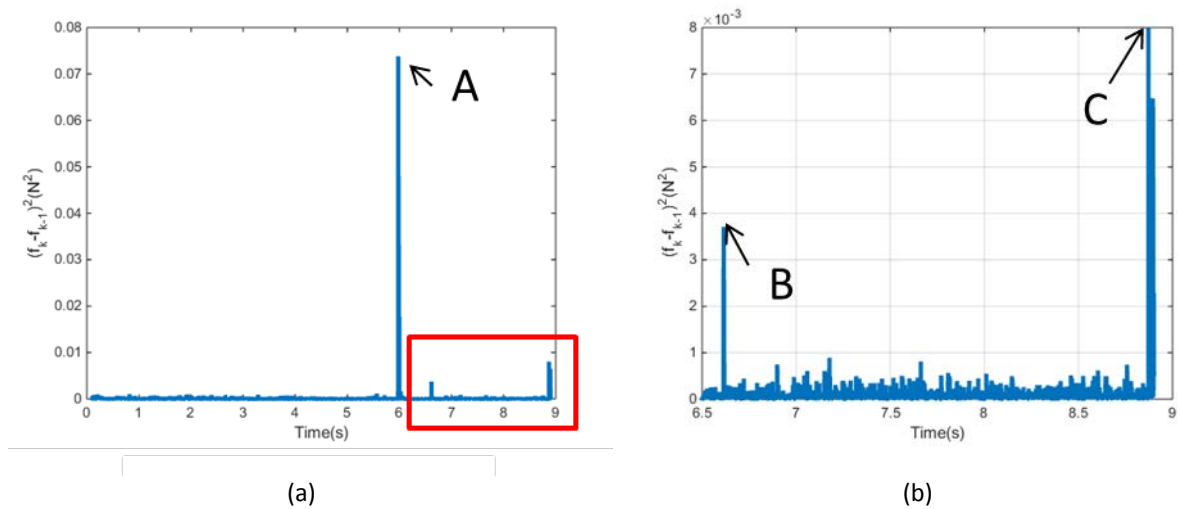 0.08
0.07
0.06
0.05
0.04
0.03
0.02
0.01
0
(f_k-f_{k-1})^2(N^2)
A
0 1 2 3 4 5 6 7 8 9
Time(s)
(a)
8 ×10^{-3}
7
6
5
4
3
2
1
0
(f_k-f_{k-1})^2(N^2)
C
B
6.5 7 7.5 8 8.5 9
Time(s)
(b)